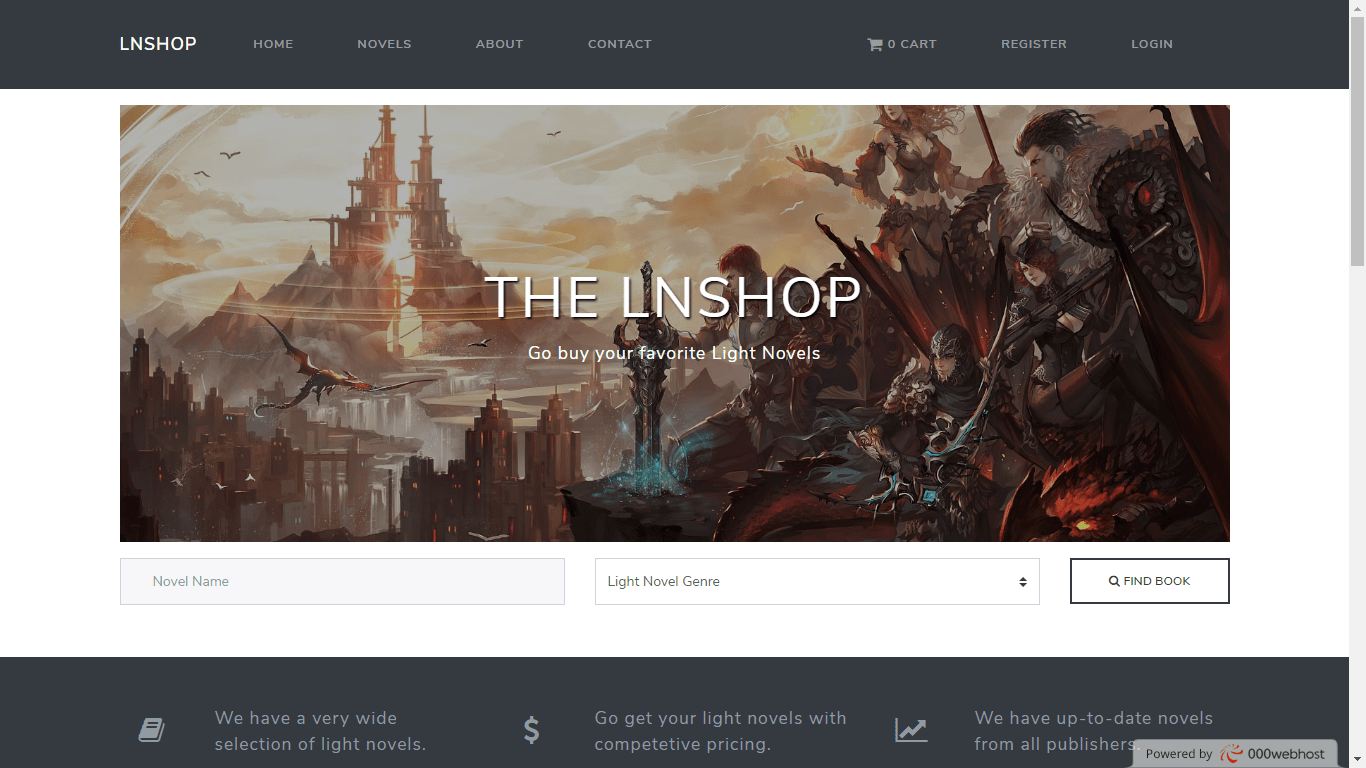 LNSHOP HOME NOVELS ABOUT CONTACT 0 CART REGISTER LOGIN
THE LNSHOP
Go buy your favorite Light Novels
Novel Name Light Novel Genre FIND BOOK
We have a very wide
selection of light novels.
Go get your light novels with
competetive pricing.
We have up-to-date novels
from all publishers.
Powered by 000webhost